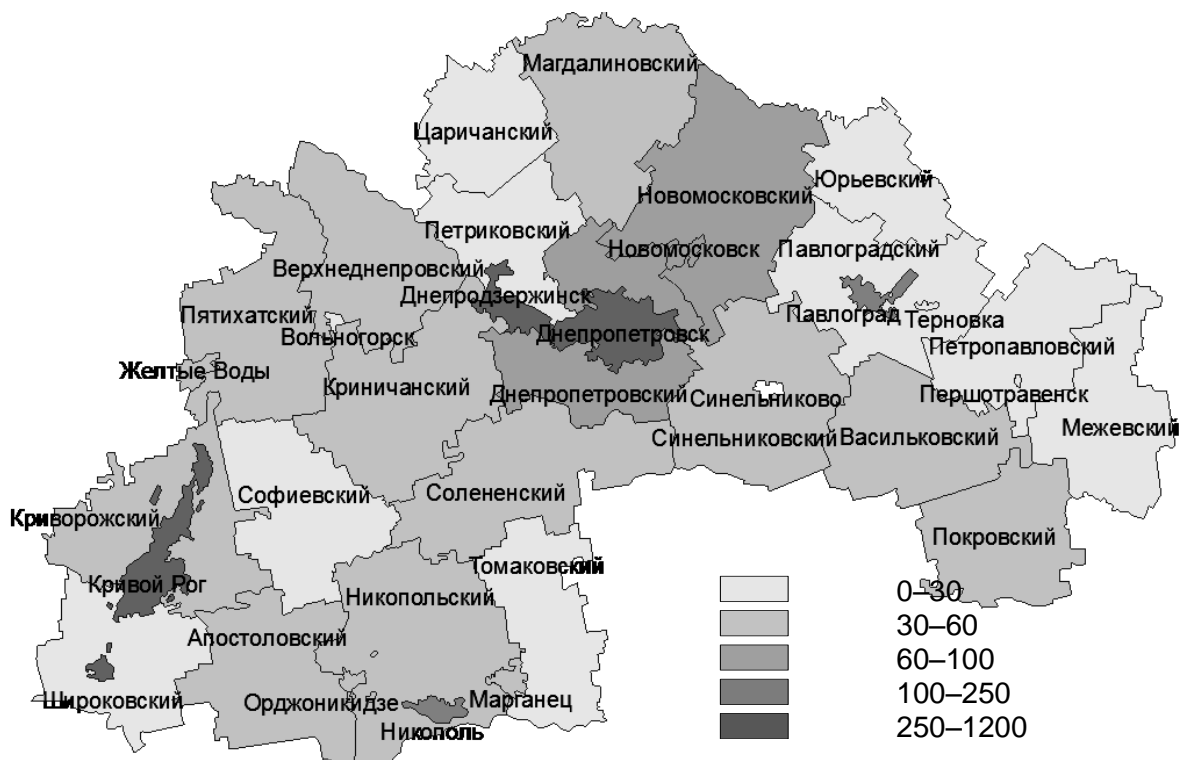 Магдалиновский
Царичанский
Юрьевский
Новомосковский
Петриковский
Новомосковск
Павлоградский
Верхнеднепровский
Днепродзержинск
Пятихатский
Павлоград
Терновка
Вольногорск
Днепропетровск
Петропавловский
Желтые Воды
Криничанский
Днепропетровский
Синельниково
Першотравенск
Межевский
Синельниковский
Васильковский
Софиевский
Солененский
Криворожский
Покровский
Томаковский
Кривой Рог
Никопольский
Апостоловский
Широковский
Орджоникидзе
Марганец
Никополь
0–30
30–60
60–100
100–250
250–1200